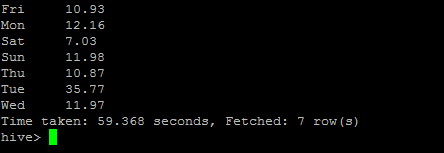 Fri 10.93
Mon 12.16
Sat 7.03
Sun 11.98
Thu 10.87
Tue 35.77
Wed 11.97
Time taken: 59.368 seconds, Fetched: 7 row(s)
hive>